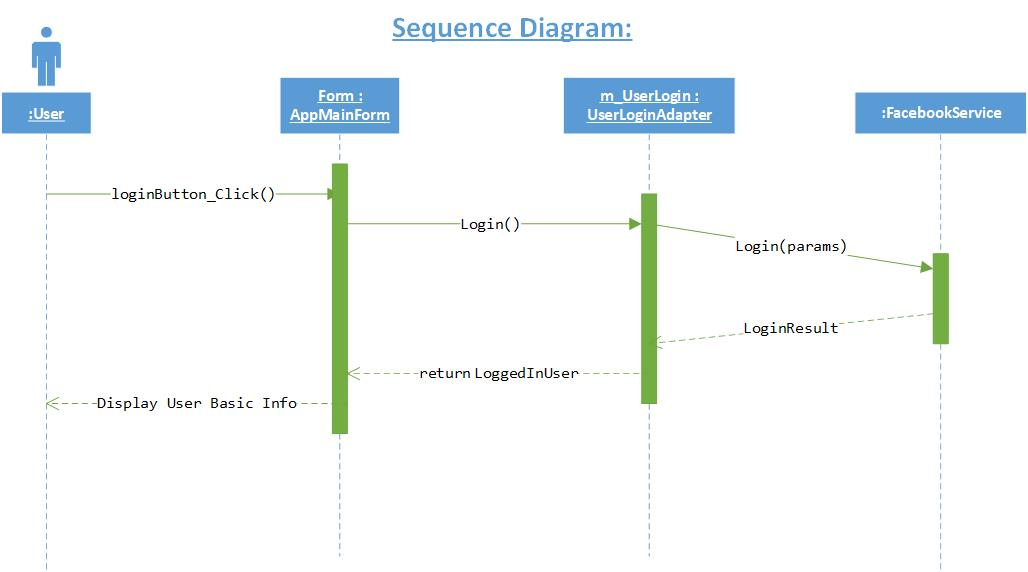 Sequence Diagram:
:User
Form :
AppMainForm
m_UserLogin :
UserLoginAdapter
:FacebookService
loginButton_Click()
Login()
Login(params)
LoginResult
return LoggedInUser
Display User Basic Info